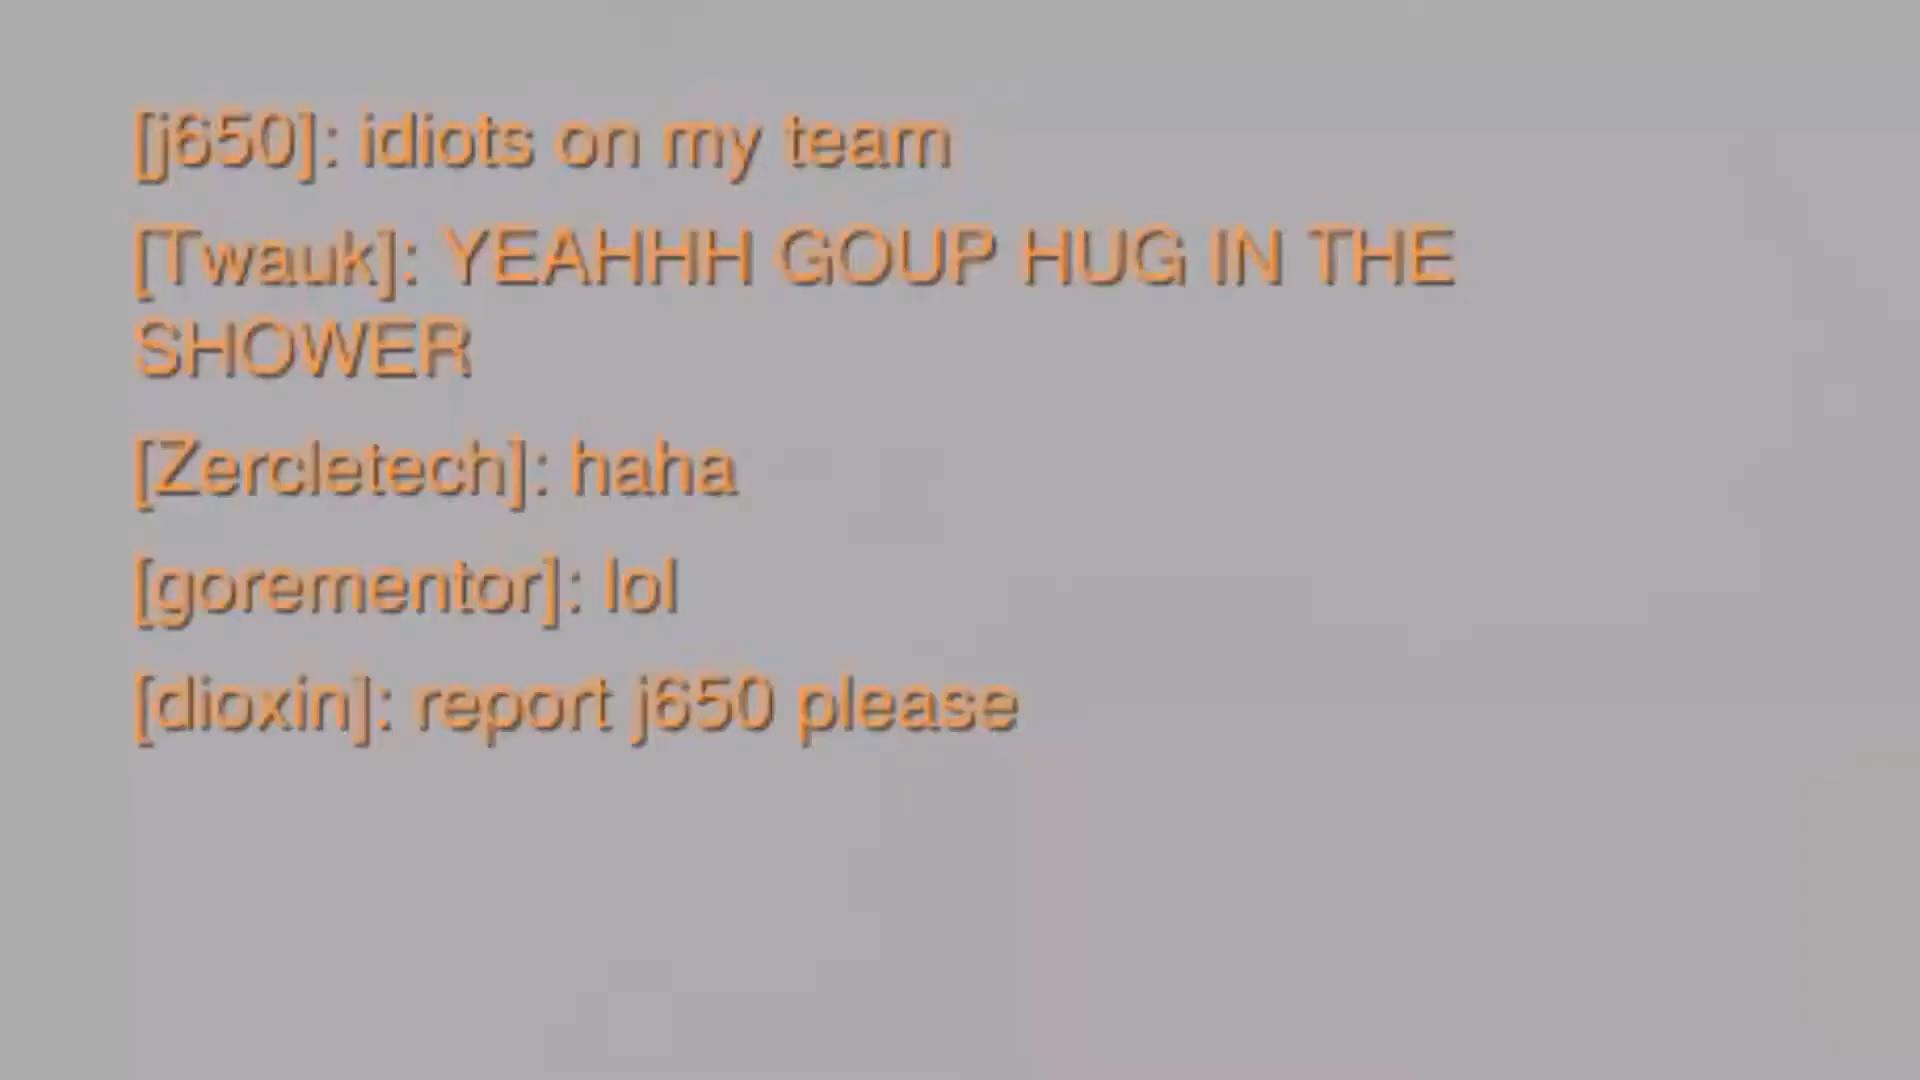 [j650]: idiots on my team
[Twauk]: YEAHHH GOUP HUG IN THE
SHOWER
[Zercletech]: haha
[gorementor]: lol
[dioxin]: report j650 please